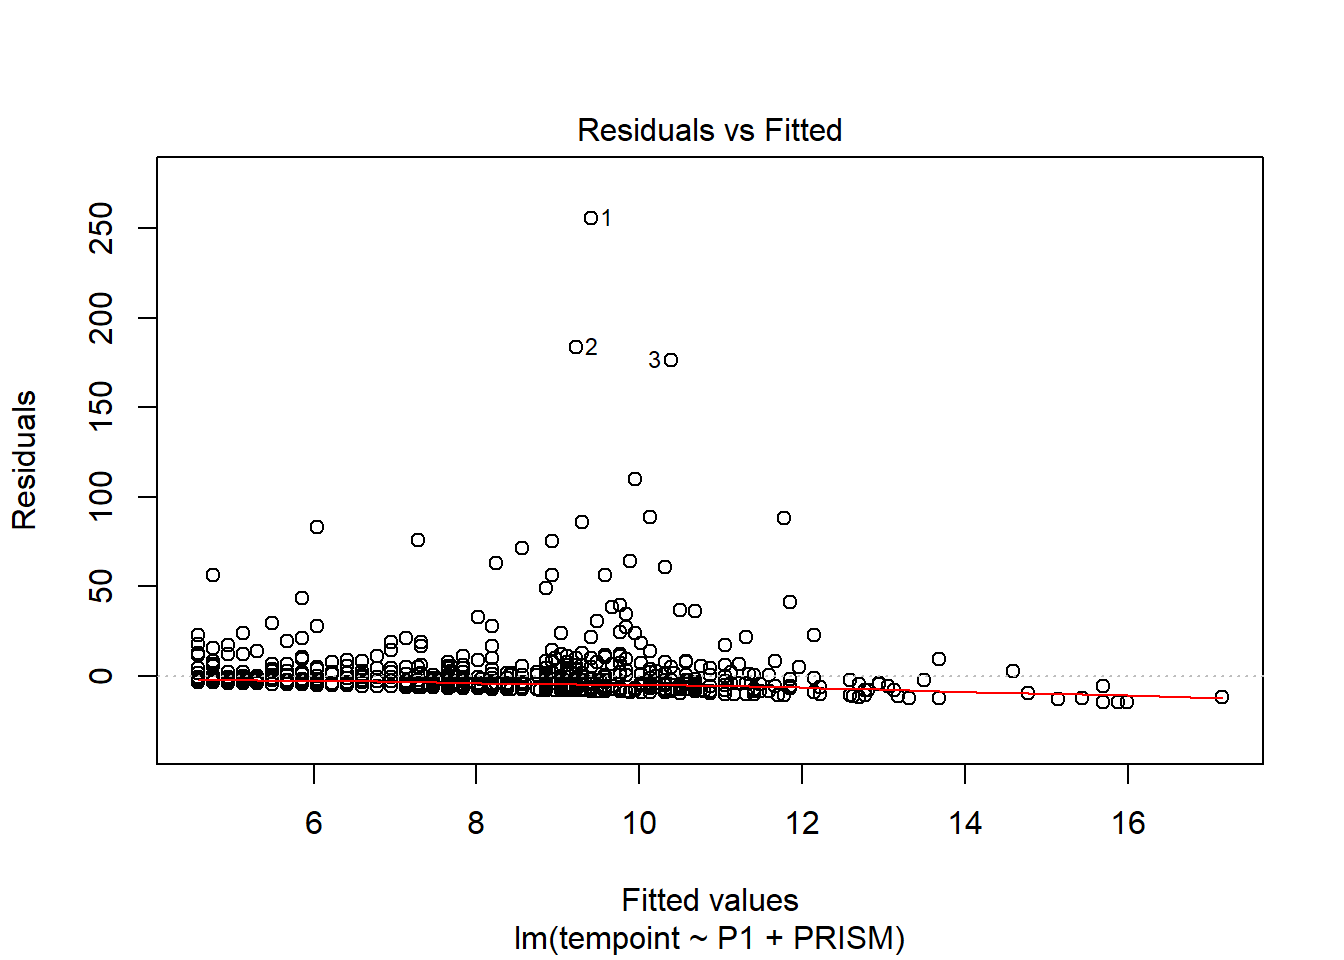 Residuals vs Fitted
250
200
150
100
50
0
Residuals
1
2
3
6 8 10 12 14 16
Fitted values
lm(tempoint ~ P1 + PRISM)